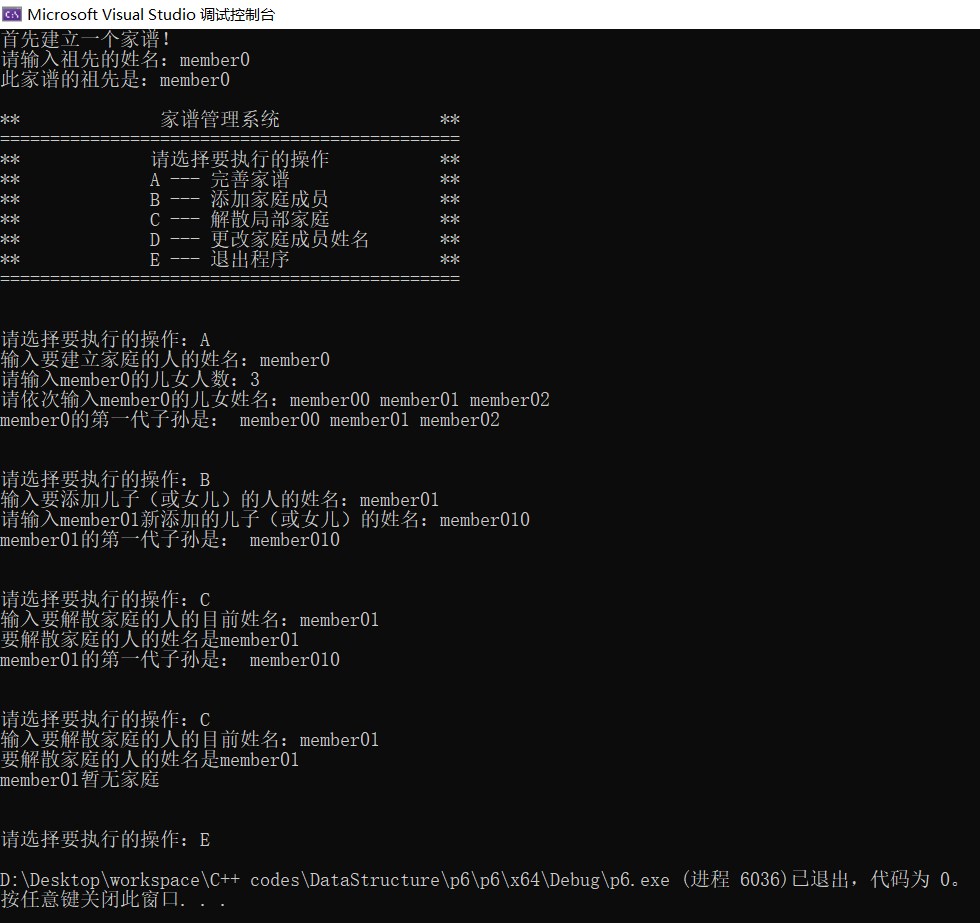 Microsoft Visual Studio 调试控制台
首先建立一个家谱!
请输入祖先的姓名: member0
此家谱的祖先是: member0
** 家谱管理系统 **
==============================================
** 请选择要执行的操作 **
** A --- 完善家谱 **
** B --- 添加家庭成员 **
** C --- 解散局部家庭 **
** D --- 更改家庭成员姓名 **
** E --- 退出程序 **
==============================================
请选择要执行的操作: A
输入要建立家庭的人的姓名: member0
请输入member0的儿女人数: 3
请依次输入member0的儿女姓名: member00 member01 member02
member0的第一代子孙是: member00 member01 member02
请选择要执行的操作: B
输入要添加儿子（或女儿）的人的姓名: member01
请输入member01新添加的儿子（或女儿）的姓名: member010
member01的第一代子孙是: member010
请选择要执行的操作: C
输入要解散家庭的人的目前姓名: member01
要解散家庭的人的姓名是member01
member01的第一代子孙是: member010
请选择要执行的操作: C
输入要解散家庭的人的目前姓名: member01
要解散家庭的人的姓名是member01
member01暂无家庭
请选择要执行的操作: E
D:\Desktop\workspace\C++ codes\DataStructure\p6\p6\x64\Debug\p6.exe (进程 6036)已退出，代码为 0。
按任意键关闭此窗口. . .